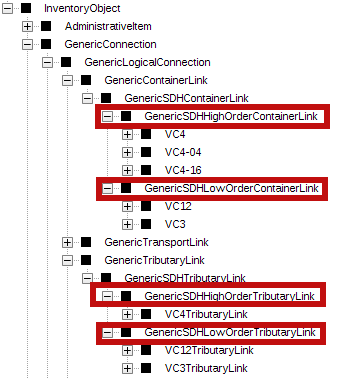 InventoryObject
AdministrativeItem
GenericConnection
GenericLogicalConnection
GenericContainerLink
GenericSDHContainerLink
GenericSDHHighOrderContainerLink
VC4
VC4-04
VC4-16
GenericSDHLowOrderContainerLink
VC12
VC3
GenericTransportLink
GenericTributaryLink
GenericSDHTributaryLink
GenericSDHHighOrderTributaryLink
VC4TributaryLink
GenericSDHLowOrderTributaryLink
VC12TributaryLink
VC3TributaryLink